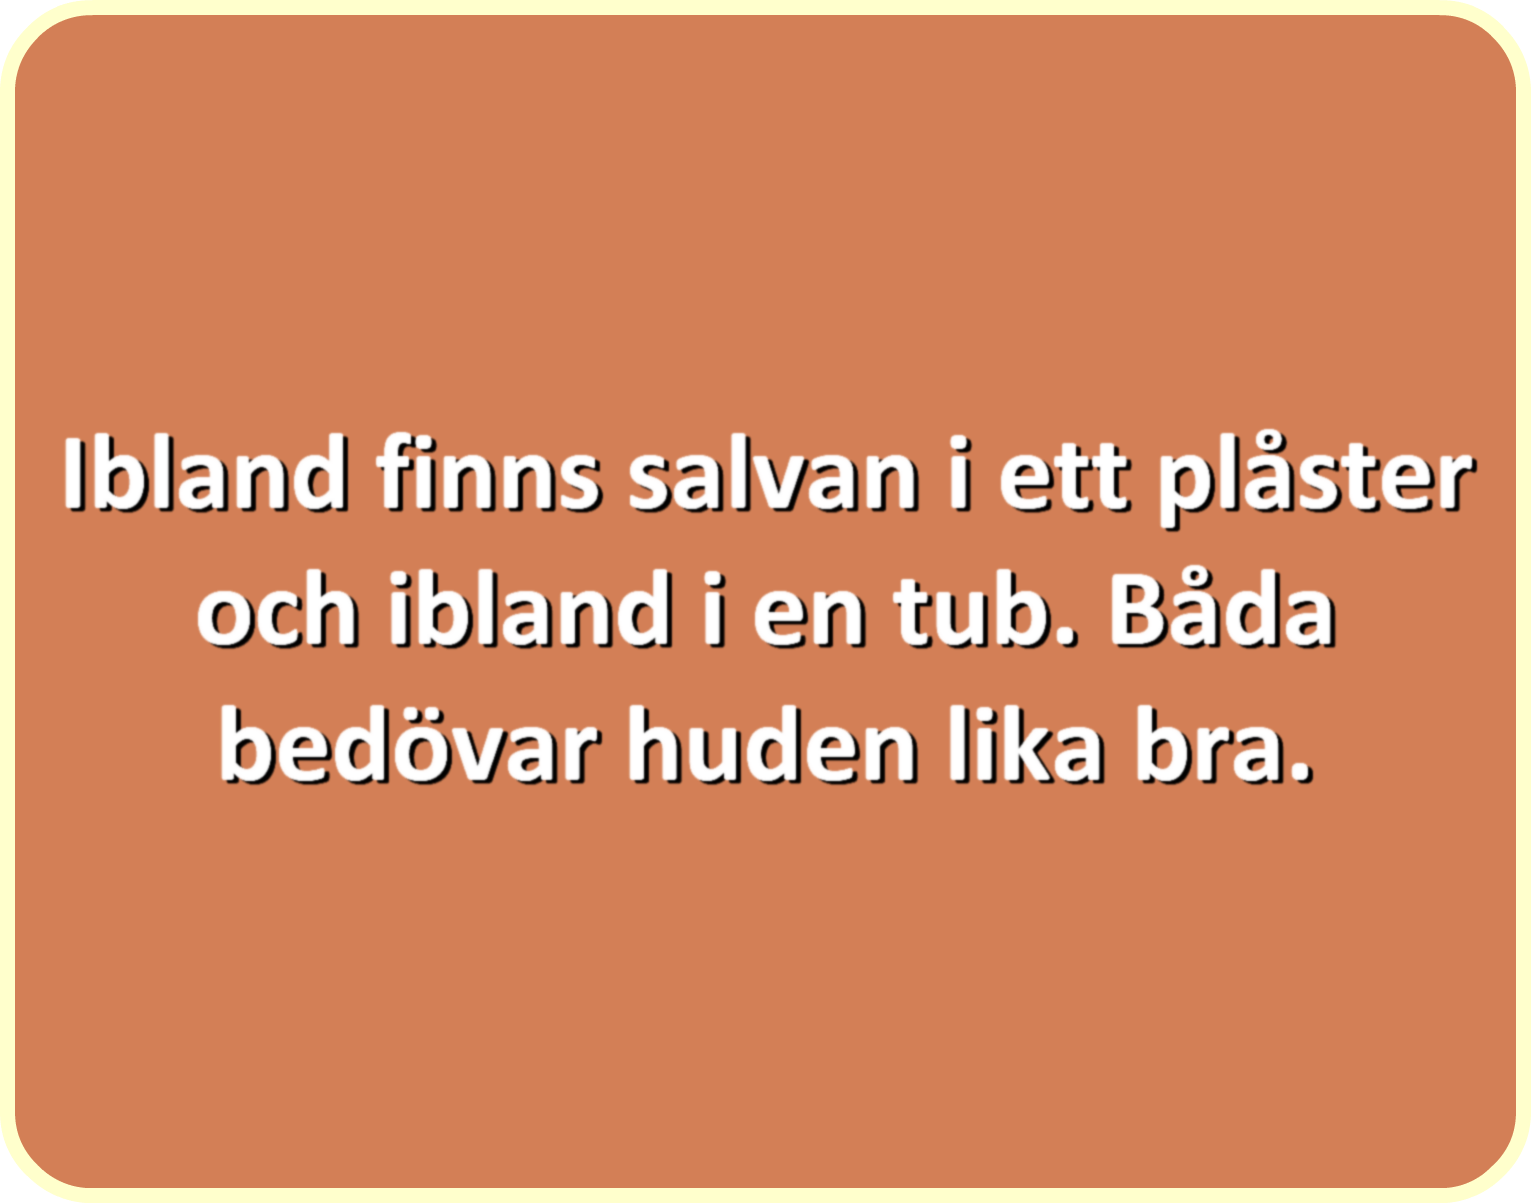 Ibland finns salvan i ett plåster
och ibland i en tub. Båda
bedövar huden lika bra.